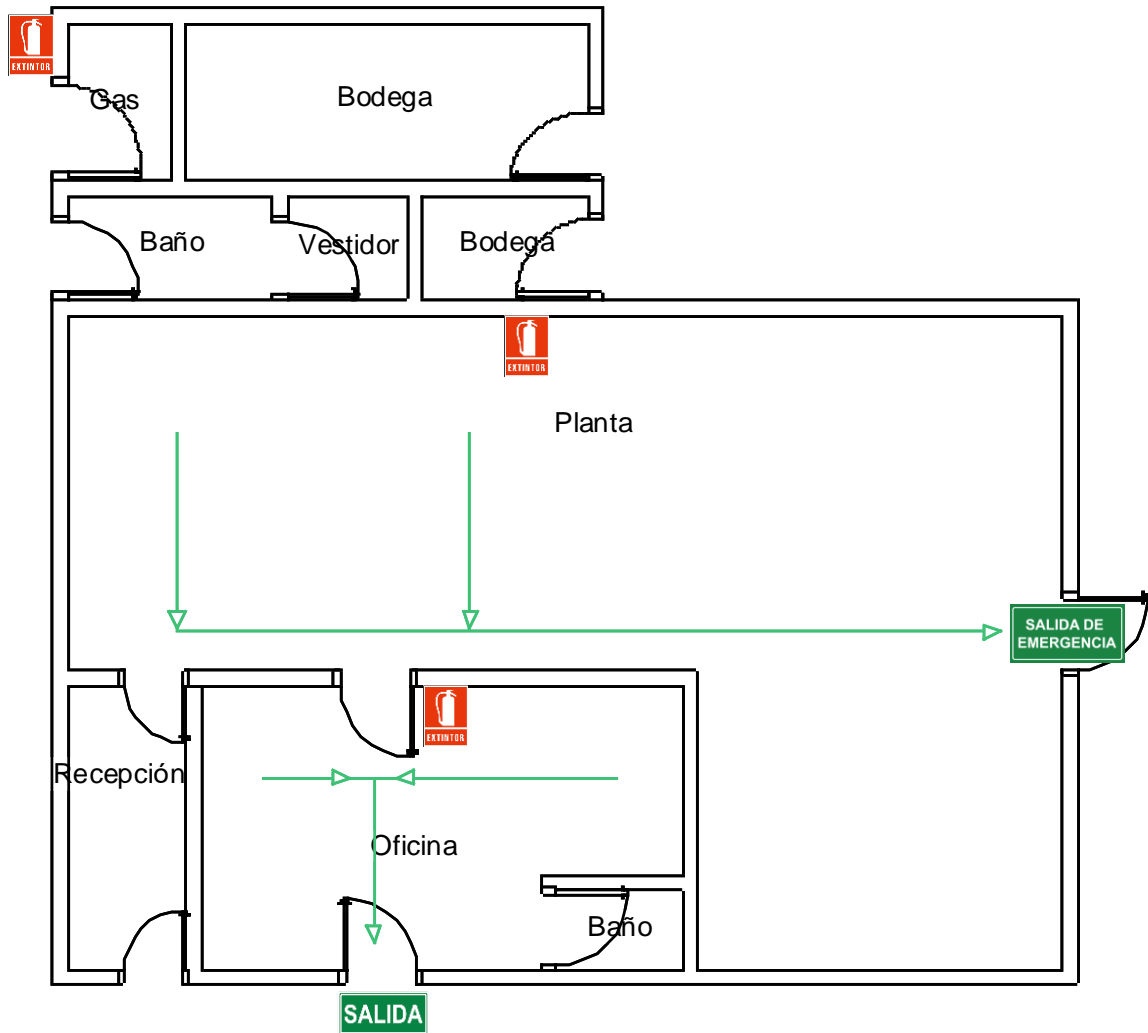 EXTINTOR
Gas
Bodega
Baño
Vestidor
Bodega
EXTINTOR
Planta
SALIDA DE
EMERGENCIA
EXTINTOR
Recepción
Oficina
Baño
SALIDA